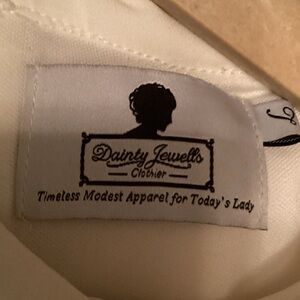 Dainty Jewell's
Clothier
Timeless Modest Apparel for Today's Lady